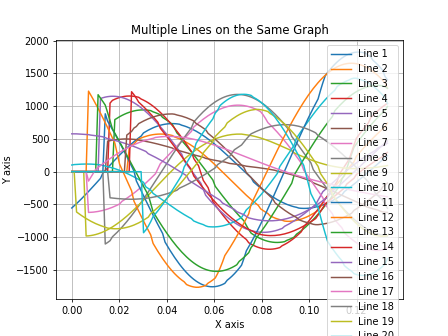 Multiple Lines on the Same Graph
Y axis
2000
1500
1000
500
0
−500
−1000
−1500
0.00
0.02
0.04
0.06
0.08
0.10
X axis
Line 1
Line 2
Line 3
Line 4
Line 5
Line 6
Line 7
Line 8
Line 9
Line 10
Line 11
Line 12
Line 13
Line 14
Line 15
Line 16
Line 17
Line 18
Line 19
Line 20